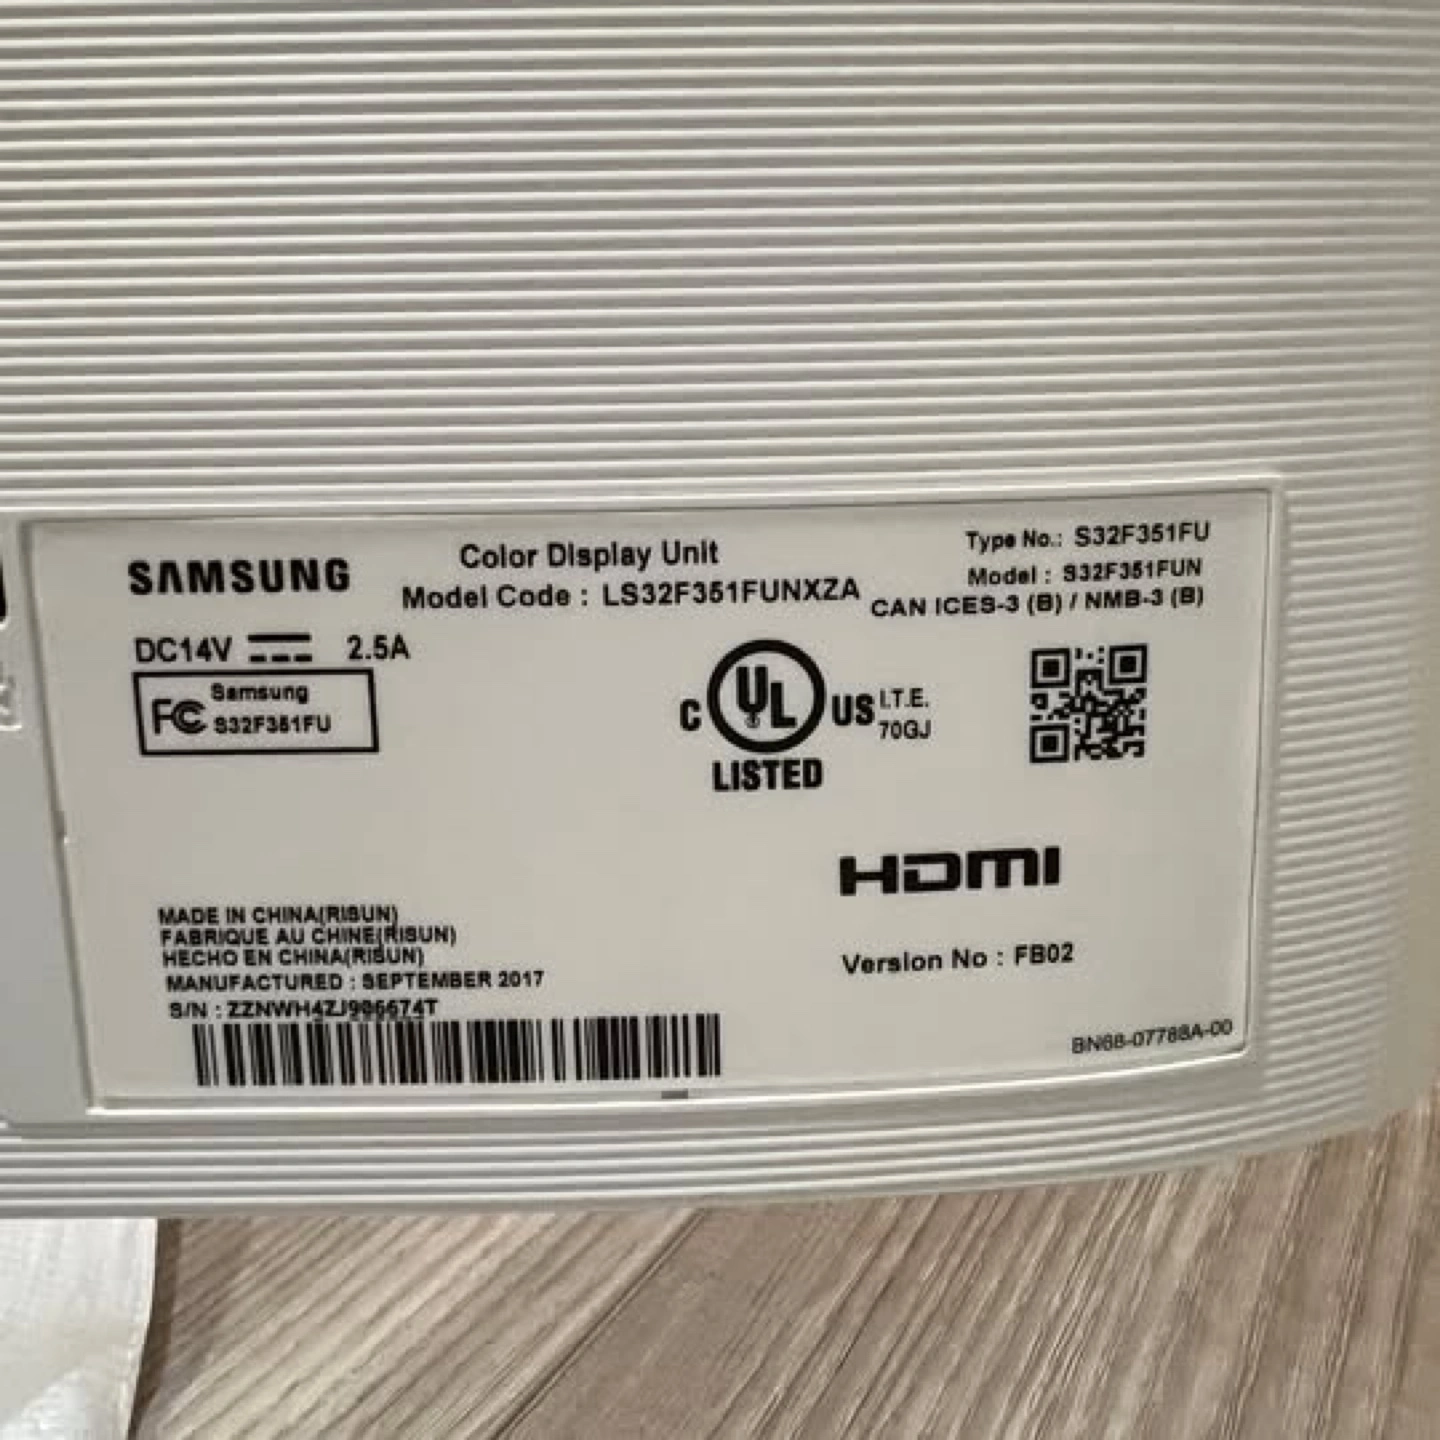 SAMSUNG
Color Display Unit
Model Code : LS32F351FUNXZA
Type No.: S32F351FU
Model : S32F351FUN
CAN ICES-3 (B) / NMB-3 (B)
DC14V 2.5A
FC Samsung
S32F351FU
C UL US I.T.E.
70GJ
LISTED
HDMI
MADE IN CHINA(RISUN)
FABRIQUE AU CHINE(RISUN)
HECHO EN CHINA(RISUN)
MANUFACTURED : SEPTEMBER 2017
S/N : ZZNWH4ZJ906674T
Version No : FB02
BN68-07788A-00